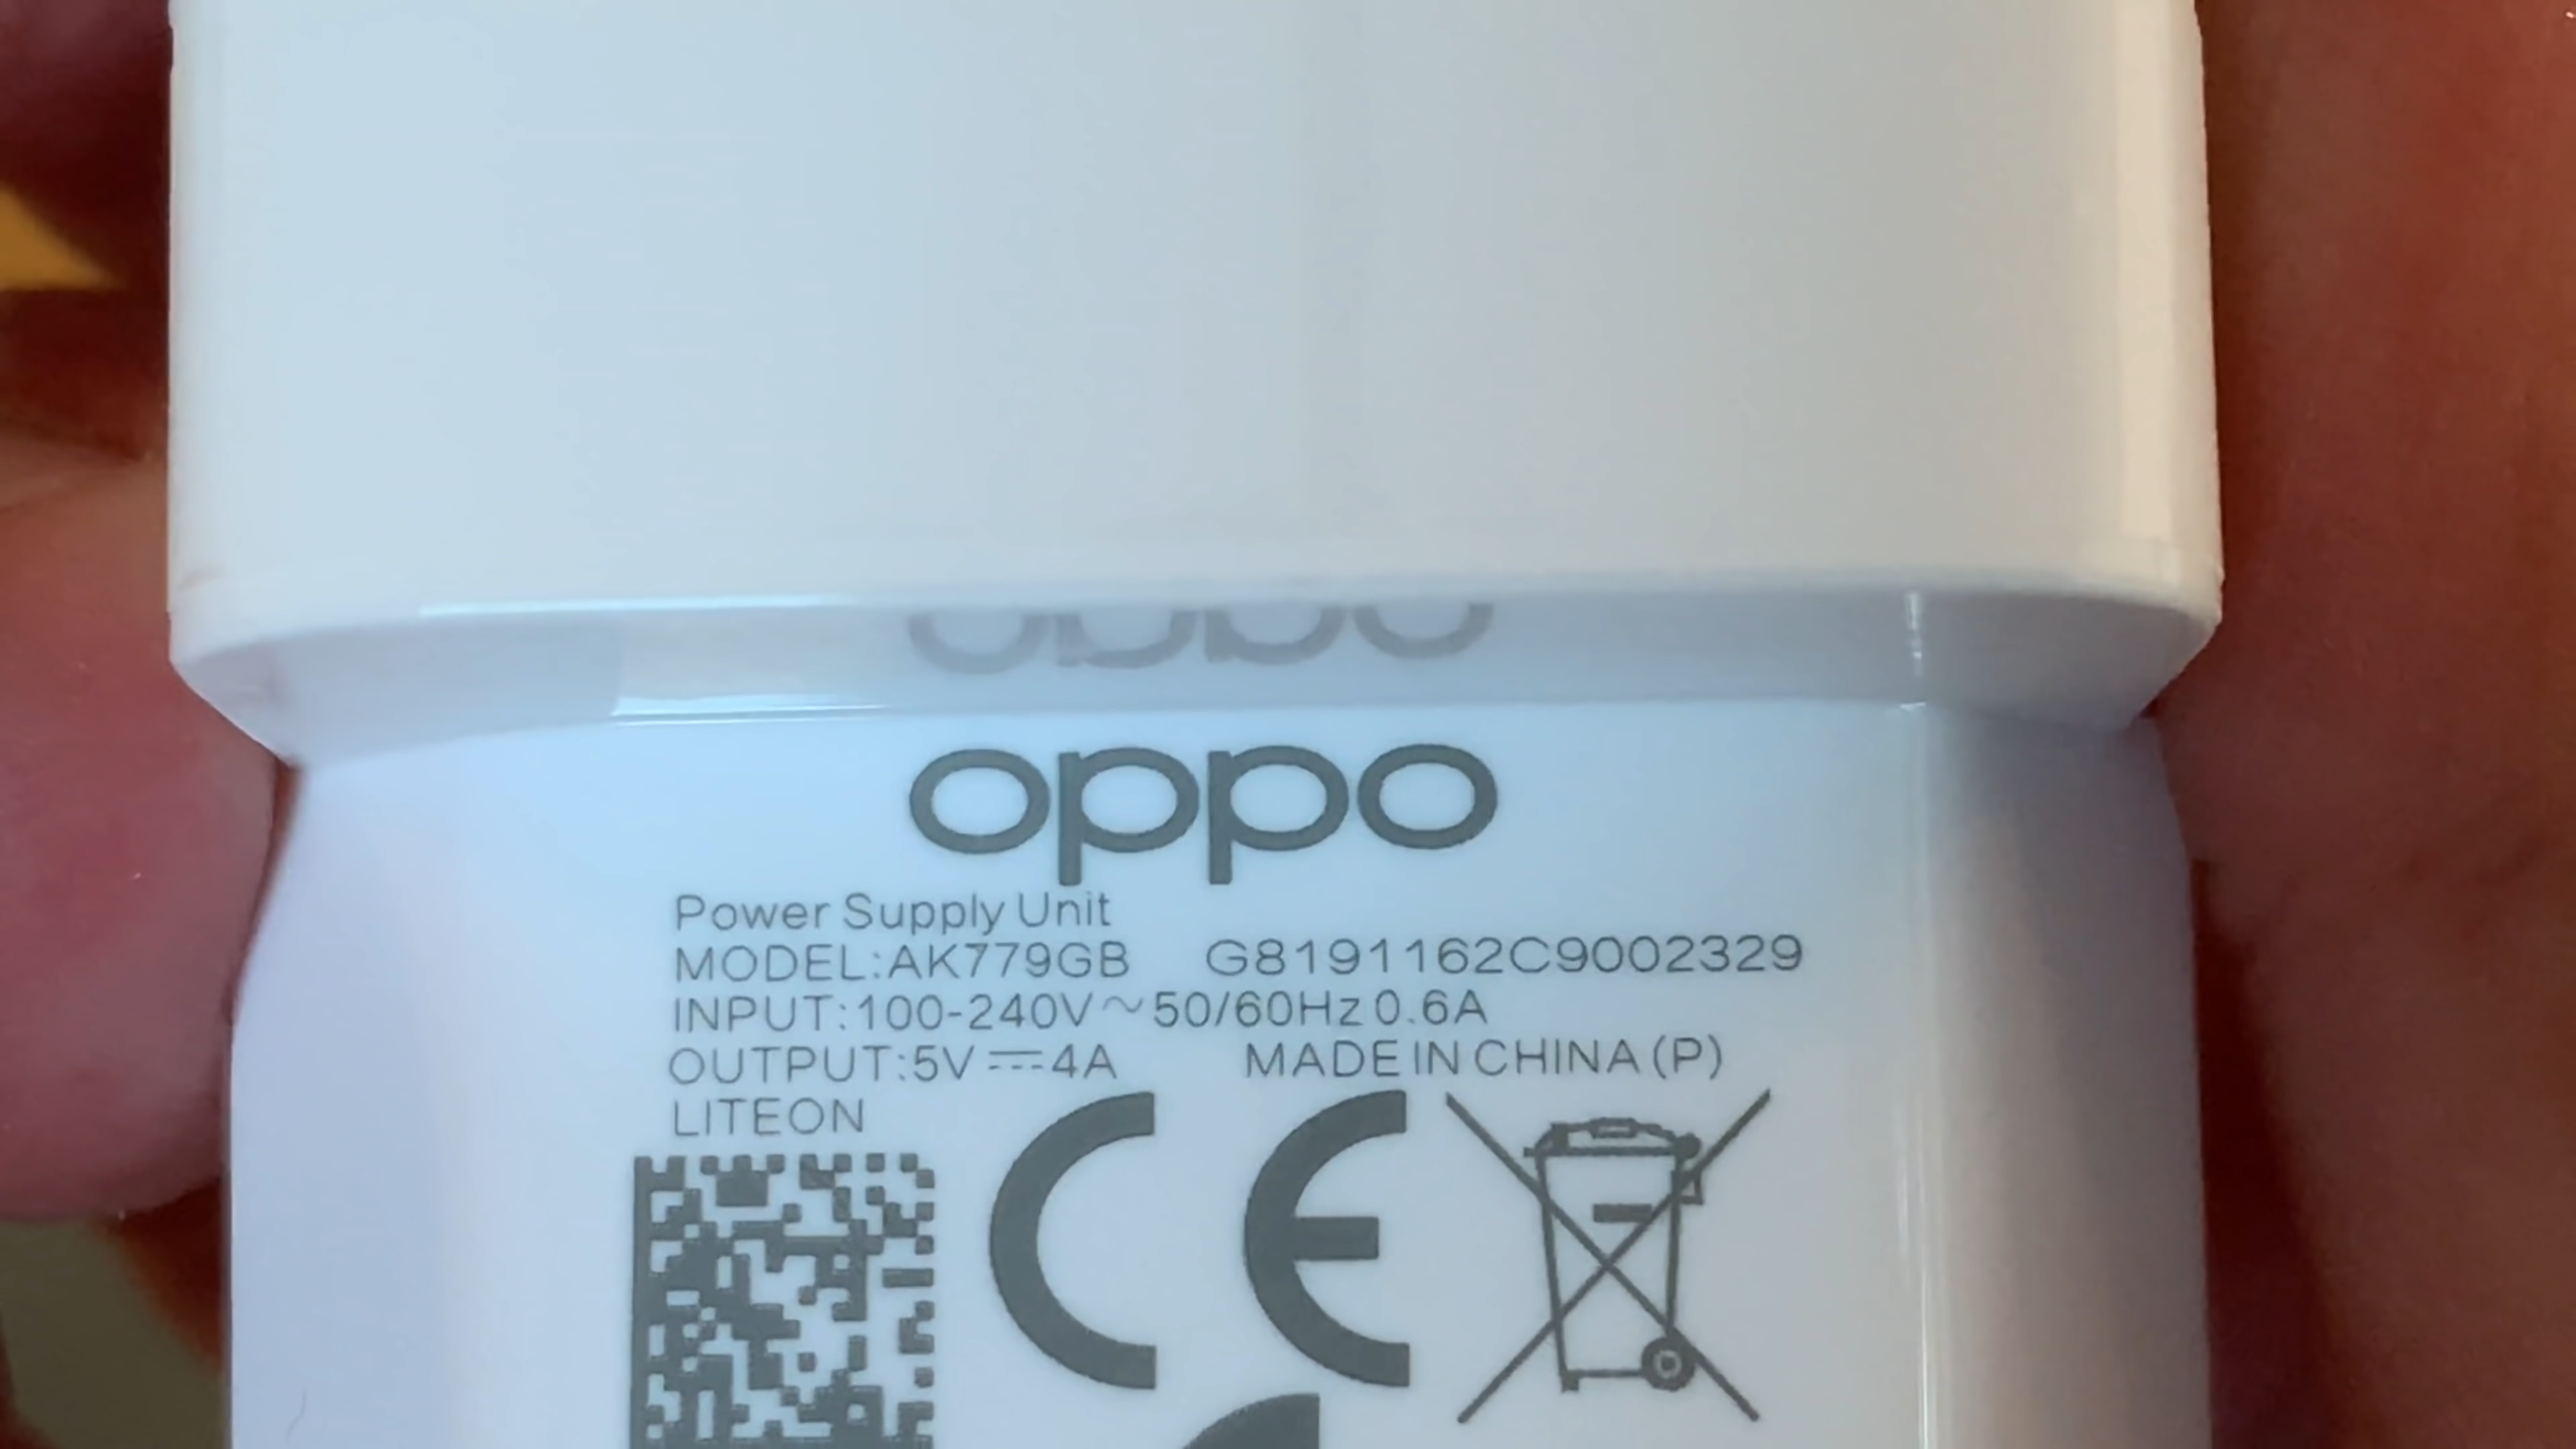 oppo
Power Supply Unit
MODEL:AK779GB G8191162C9002329
INPUT:100-240V~50/60Hz 0.6A
OUTPUT:5V⎓4A MADE IN CHINA (P)
LITEON
CE